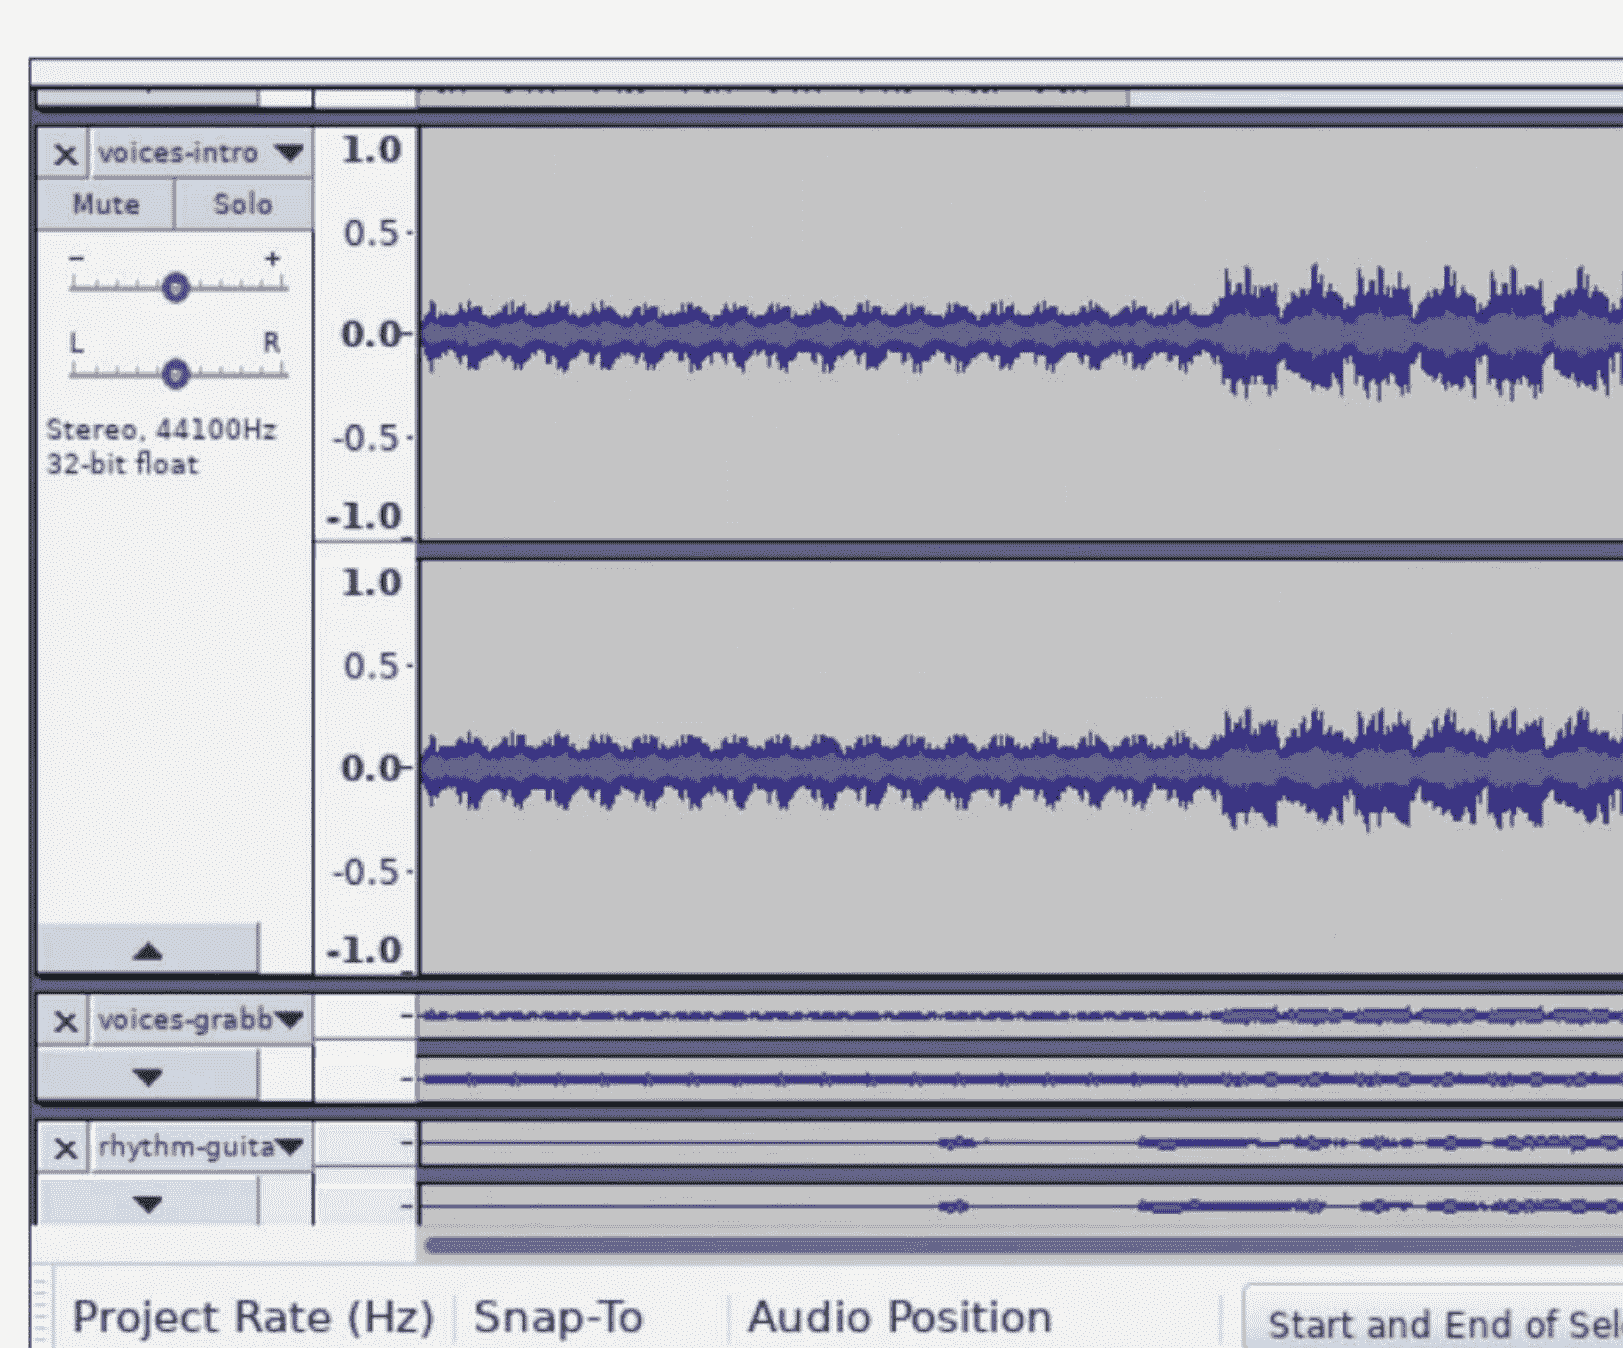 voices-intro
Mute Solo
- +
L R
Stereo, 44100Hz
32-bit float
1.0
0.5
0.0
-0.5
-1.0
1.0
0.5
0.0
-0.5
-1.0
voices-grabb
rhythm-guita
Project Rate (Hz) Snap-To Audio Position Start and End of Sel